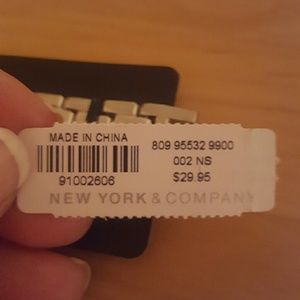 MADE IN CHINA
809 95532 9900
002 NS
91002606
$29.95
NEW YORK & COMPANY